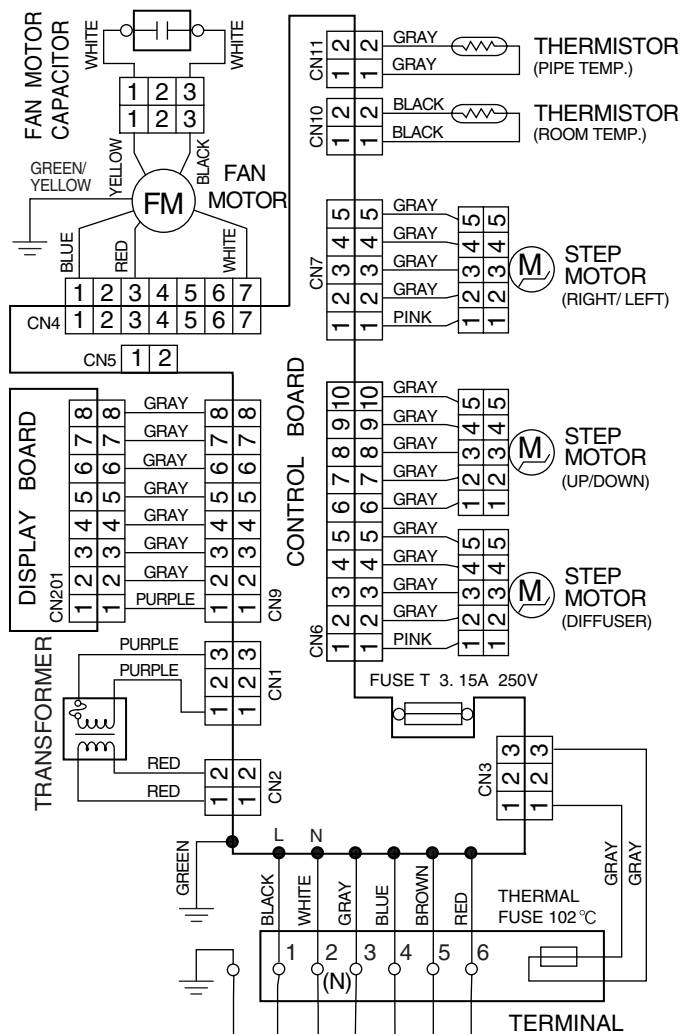 FAN MOTOR
CAPACITOR
WHITE
WHITE
1 2 3
1 2 3
GREEN/
YELLOW
YELLOW
BLACK
FM
FAN
MOTOR
BLUE
RED
WHITE
1 2 3 4 5 6 7
CN4
1 2 3 4 5 6 7
CN5
1 2
CN11
2 2
1 1
GRAY
GRAY
THERMISTOR
(PIPE TEMP.)
CN10
2 2
1 1
BLACK
BLACK
THERMISTOR
(ROOM TEMP.)
CN7
5 5 GRAY 5 5
4 4 GRAY 4 4
3 3 GRAY 3 3
2 2 GRAY 2 2
1 1 PINK 1 1
M
STEP
MOTOR
(RIGHT/ LEFT)
CONTROL BOARD
CN6
10 10 GRAY 5 5
9 9 GRAY 4 4
8 8 GRAY 3 3
7 7 GRAY 2 2
6 6 GRAY 1 1
M
STEP
MOTOR
(UP/DOWN)
5 5 GRAY 5 5
4 4 GRAY 4 4
3 3 GRAY 3 3
2 2 GRAY 2 2
1 1 PINK 1 1
M
STEP
MOTOR
(DIFFUSER)
DISPLAY BOARD
CN201
8 8 GRAY 8 8
7 7 GRAY 7 7
6 6 GRAY 6 6
5 5 GRAY 5 5
4 4 GRAY 4 4
3 3 GRAY 3 3
2 2 GRAY 2 2
1 1 PURPLE 1 1
CN9
TRANSFORMER
PURPLE
PURPLE
3 3
2 2
1 1
CN1
RED
RED
2 2
1 1
CN2
FUSE T 3. 15A 250V
CN3
3 3
2 2
1 1
GRAY
GRAY
GREEN
L N
BLACK
WHITE
GRAY
BLUE
BROWN
RED
THERMAL
FUSE 102°C
1 2 3 4 5 6
(N)
TERMINAL